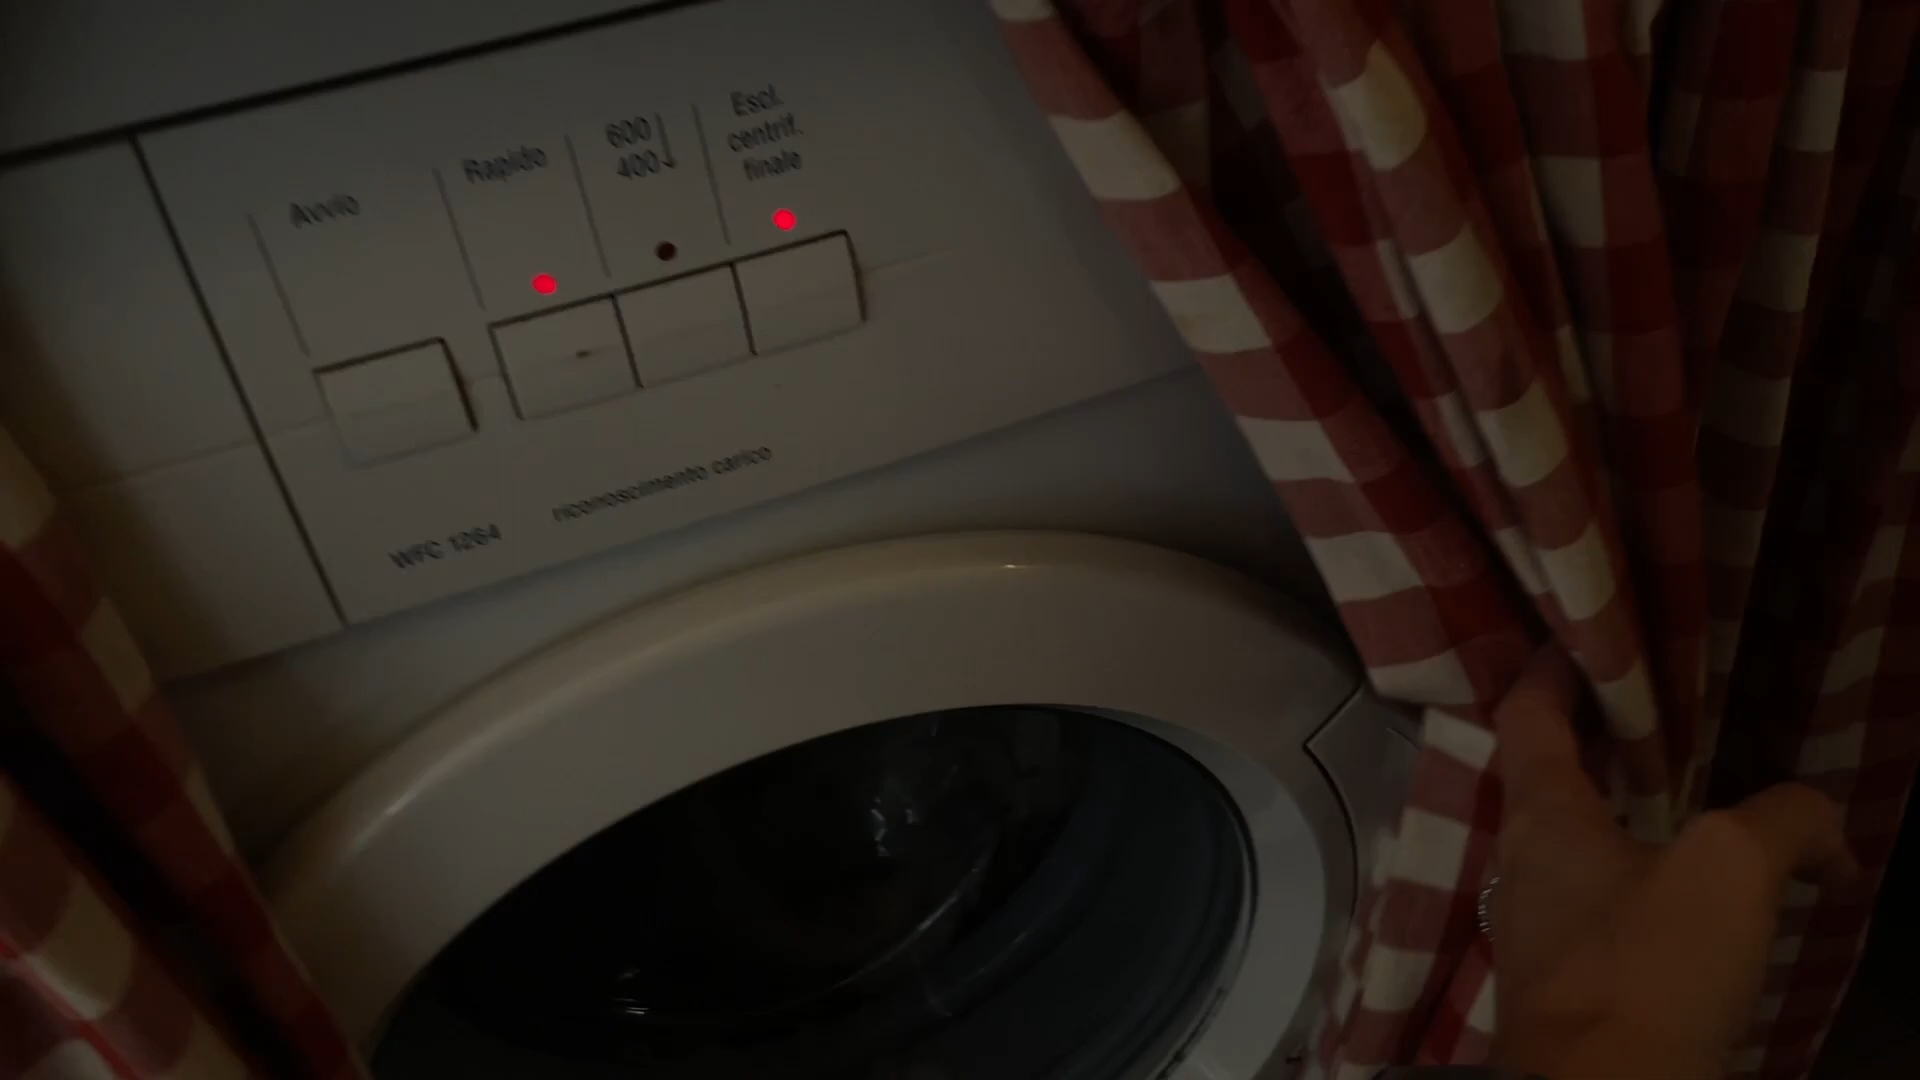 Avvio
Rapido
600
400
Escl.
centrif.
finale
riconoscimento carico
WFC 1264